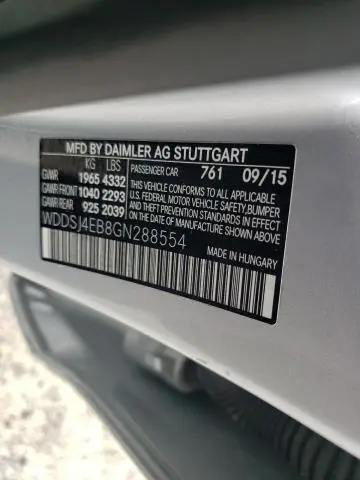 MFD BY DAIMLER AG STUTTGART
KG LBS PASSENGER CAR 761 09/15
GVWR 1965 4332 THIS VEHICLE CONFORMS TO ALL APPLICABLE
GAWR FRONT 1040 2293 U.S. FEDERAL MOTOR VEHICLE SAFETY, BUMPER
GAWR REAR 925 2039 AND THEFT PREVENTION STANDARDS IN EFFECT ON THE
WDDSJ4EB8GN288554 DATE OF MANUFACTURE SHOWN ABOVE.
MADE IN HUNGARY